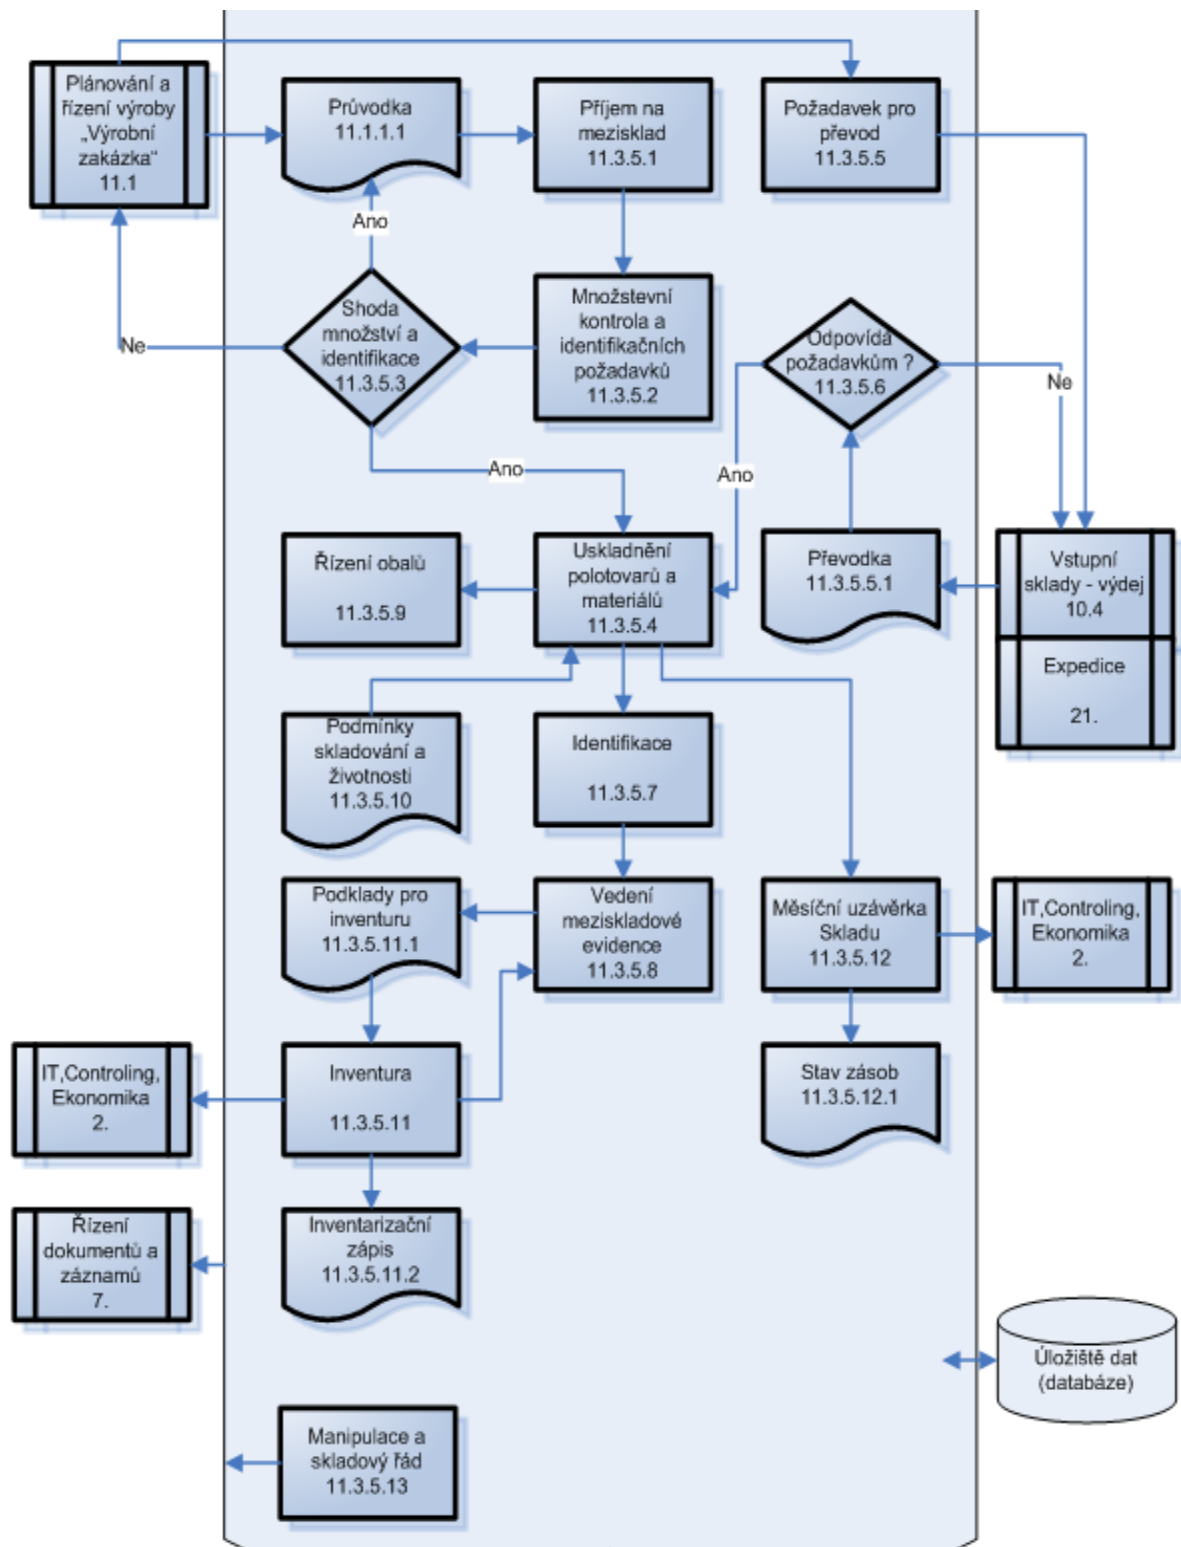 Plánování a
řízení výroby
„Výrobní
zakázka“
11.1
Průvodka
11.1.1.1
Příjem na
mezisklad
11.3.5.1
Požadavek pro
převod
11.3.5.5
Ano
Shoda
množství a
identifikace
11.3.5.3
Množstevní
kontrola a
identifikačních
požadavků
11.3.5.2
Odpovídá
požadavkům ?
11.3.5.6
Ne
Ne
Ano
Ano
Řízení obalů
11.3.5.9
Uskladnění
polotovarů a
materiálů
11.3.5.4
Převodka
11.3.5.5.1
Vstupní
sklady - výdej
10.4
Expedice
21.
Podmínky
skladování a
životnosti
11.3.5.10
Identifikace
11.3.5.7
Podklady pro
inventuru
11.3.5.11.1
Vedení
meziskladové
evidence
11.3.5.8
Měsíční uzávěrka
Skladu
11.3.5.12
IT,Controling,
Ekonomika
2.
IT,Controling,
Ekonomika
2.
Inventura
11.3.5.11
Stav zásob
11.3.5.12.1
Řízení
dokumentů a
záznamů
7.
Inventarizační
zápis
11.3.5.11.2
Úložiště dat
(databáze)
Manipulace a
skladový řád
11.3.5.13